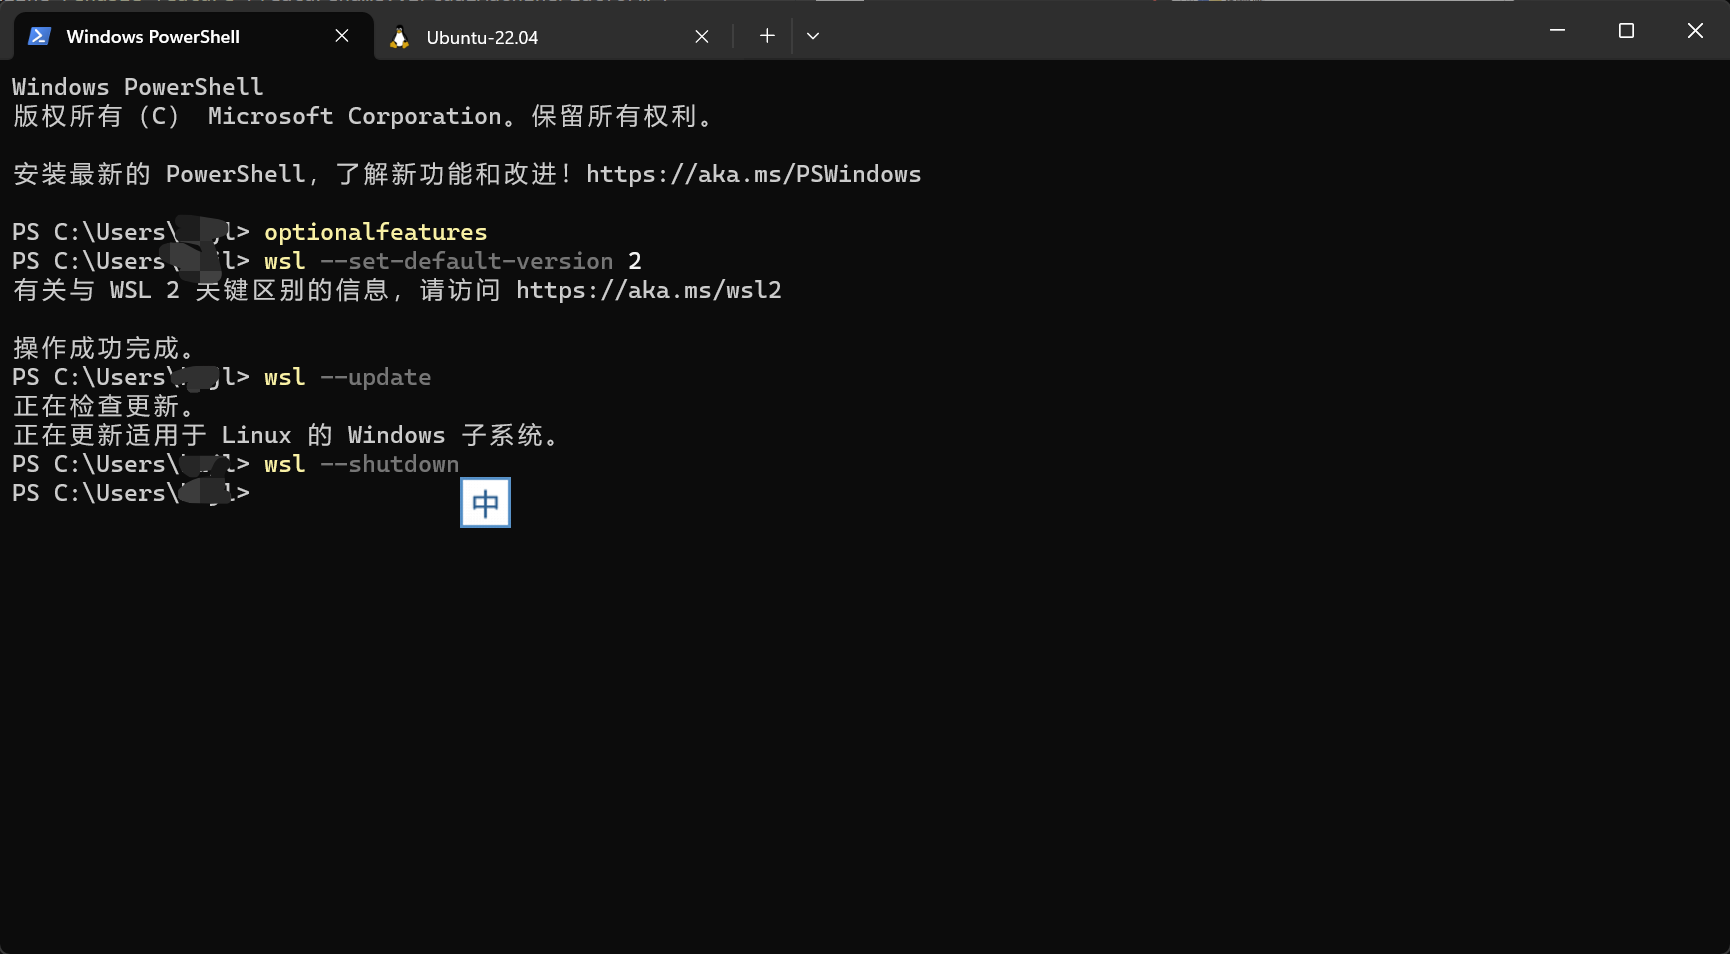 Windows PowerShell
Ubuntu-22.04
Windows PowerShell
版权所有 (C) Microsoft Corporation。保留所有权利。
安装最新的 PowerShell，了解新功能和改进！https://aka.ms/PSWindows
PS C:\Users\ l> optionalfeatures
PS C:\Users\ l> wsl --set-default-version 2
有关与 WSL 2 关键区别的信息，请访问 https://aka.ms/wsl2
操作成功完成。
PS C:\Users\ l> wsl --update
正在检查更新。
正在更新适用于 Linux 的 Windows 子系统。
PS C:\Users\ l> wsl --shutdown
PS C:\Users\ l>
中